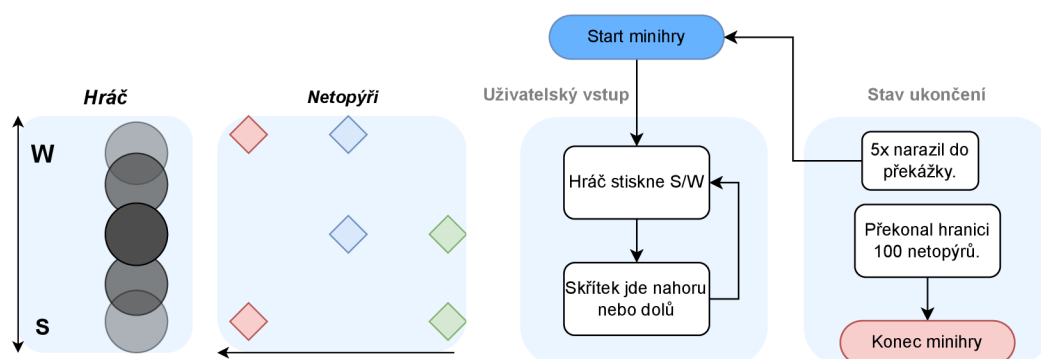 Start minihry
Hráč
Netopýři
Uživatelský vstup
Stav ukončení
W
S
Hráč stiskne S/W
Skřítek jde nahoru
nebo dolů
5x narazil do
překážky.
Překonal hranici
100 netopýrů.
Konec minihry